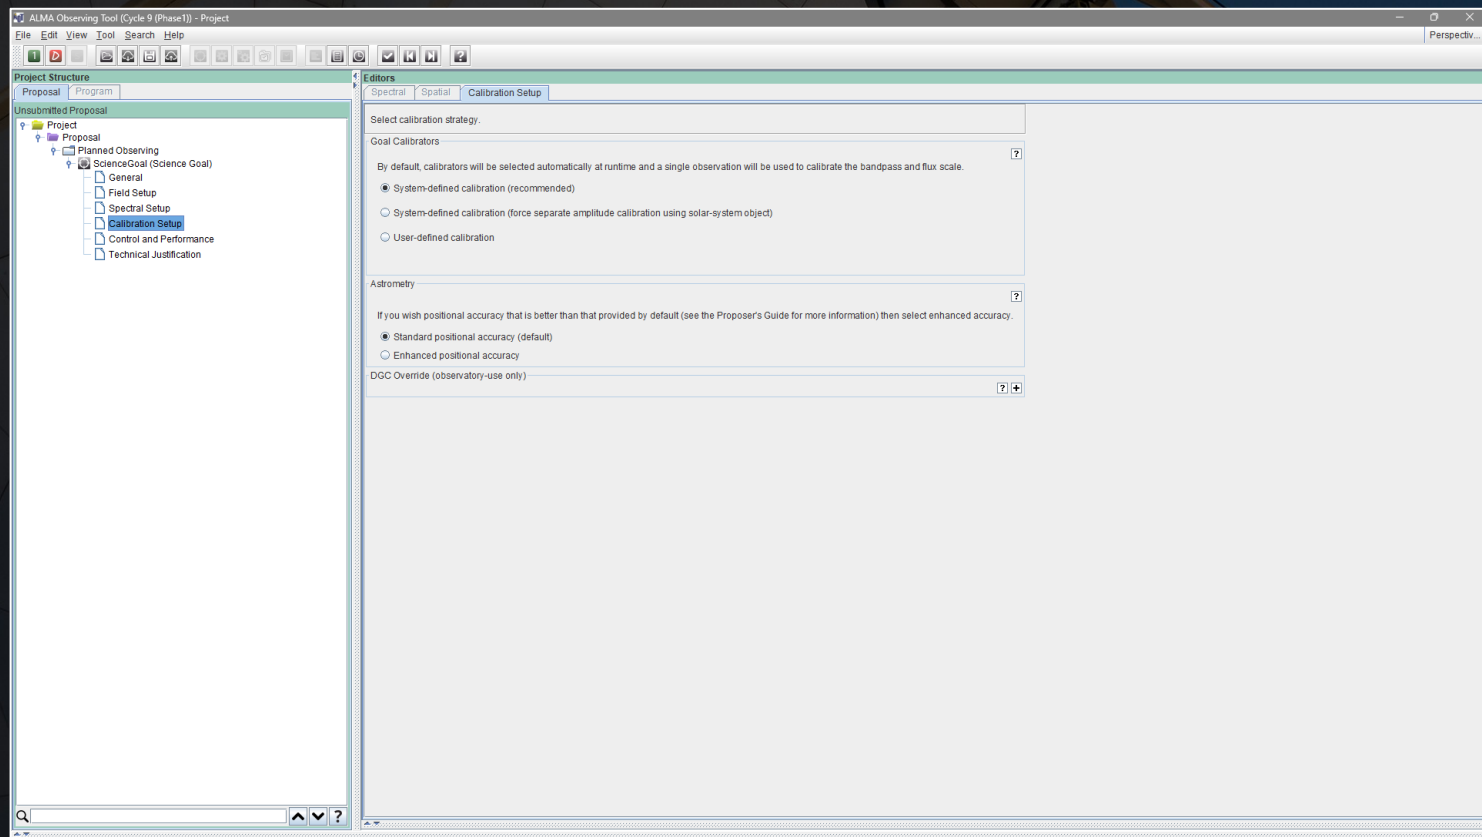 ALMA Observing Tool (Cycle 9 (Phase1)) - Project
File Edit View Tool Search Help
Perspectiv...
Project Structure
Proposal Program
Unsubmitted Proposal
Project
Proposal
Planned Observing
ScienceGoal (Science Goal)
General
Field Setup
Spectral Setup
Calibration Setup
Control and Performance
Technical Justification
Editors
Spectral Spatial Calibration Setup
Select calibration strategy.
Goal Calibrators
By default, calibrators will be selected automatically at runtime and a single observation will be used to calibrate the bandpass and flux scale.
System-defined calibration (recommended)
System-defined calibration (force separate amplitude calibration using solar-system object)
User-defined calibration
Astrometry
If you wish positional accuracy that is better than that provided by default (see the Proposer's Guide for more information) then select enhanced accuracy.
Standard positional accuracy (default)
Enhanced positional accuracy
DGC Override (observatory-use only)